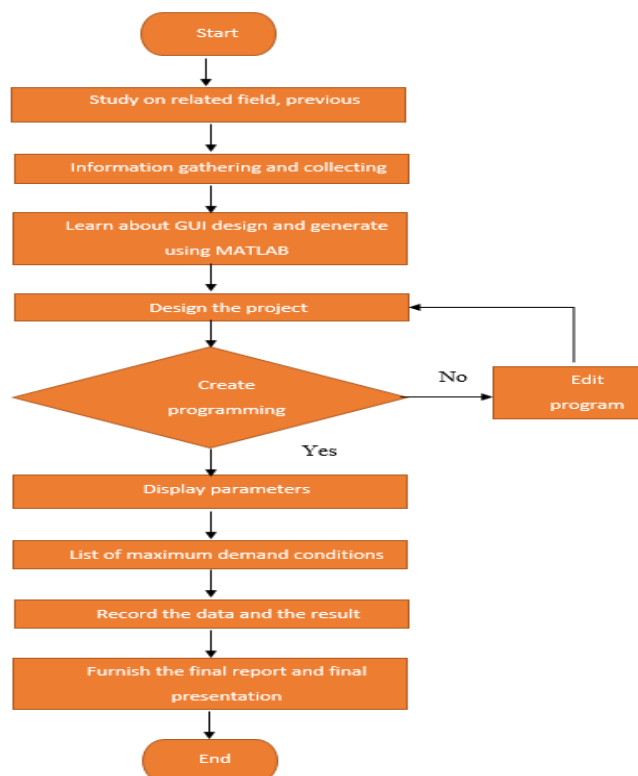 Start
Study on related field, previous
Information gathering and collecting
Learn about GUI design and generate
using MATLAB
Design the project
Create
programming
No
Edit
program
Yes
Display parameters
List of maximum demand conditions
Record the data and the result
Furnish the final report and final
presentation
End